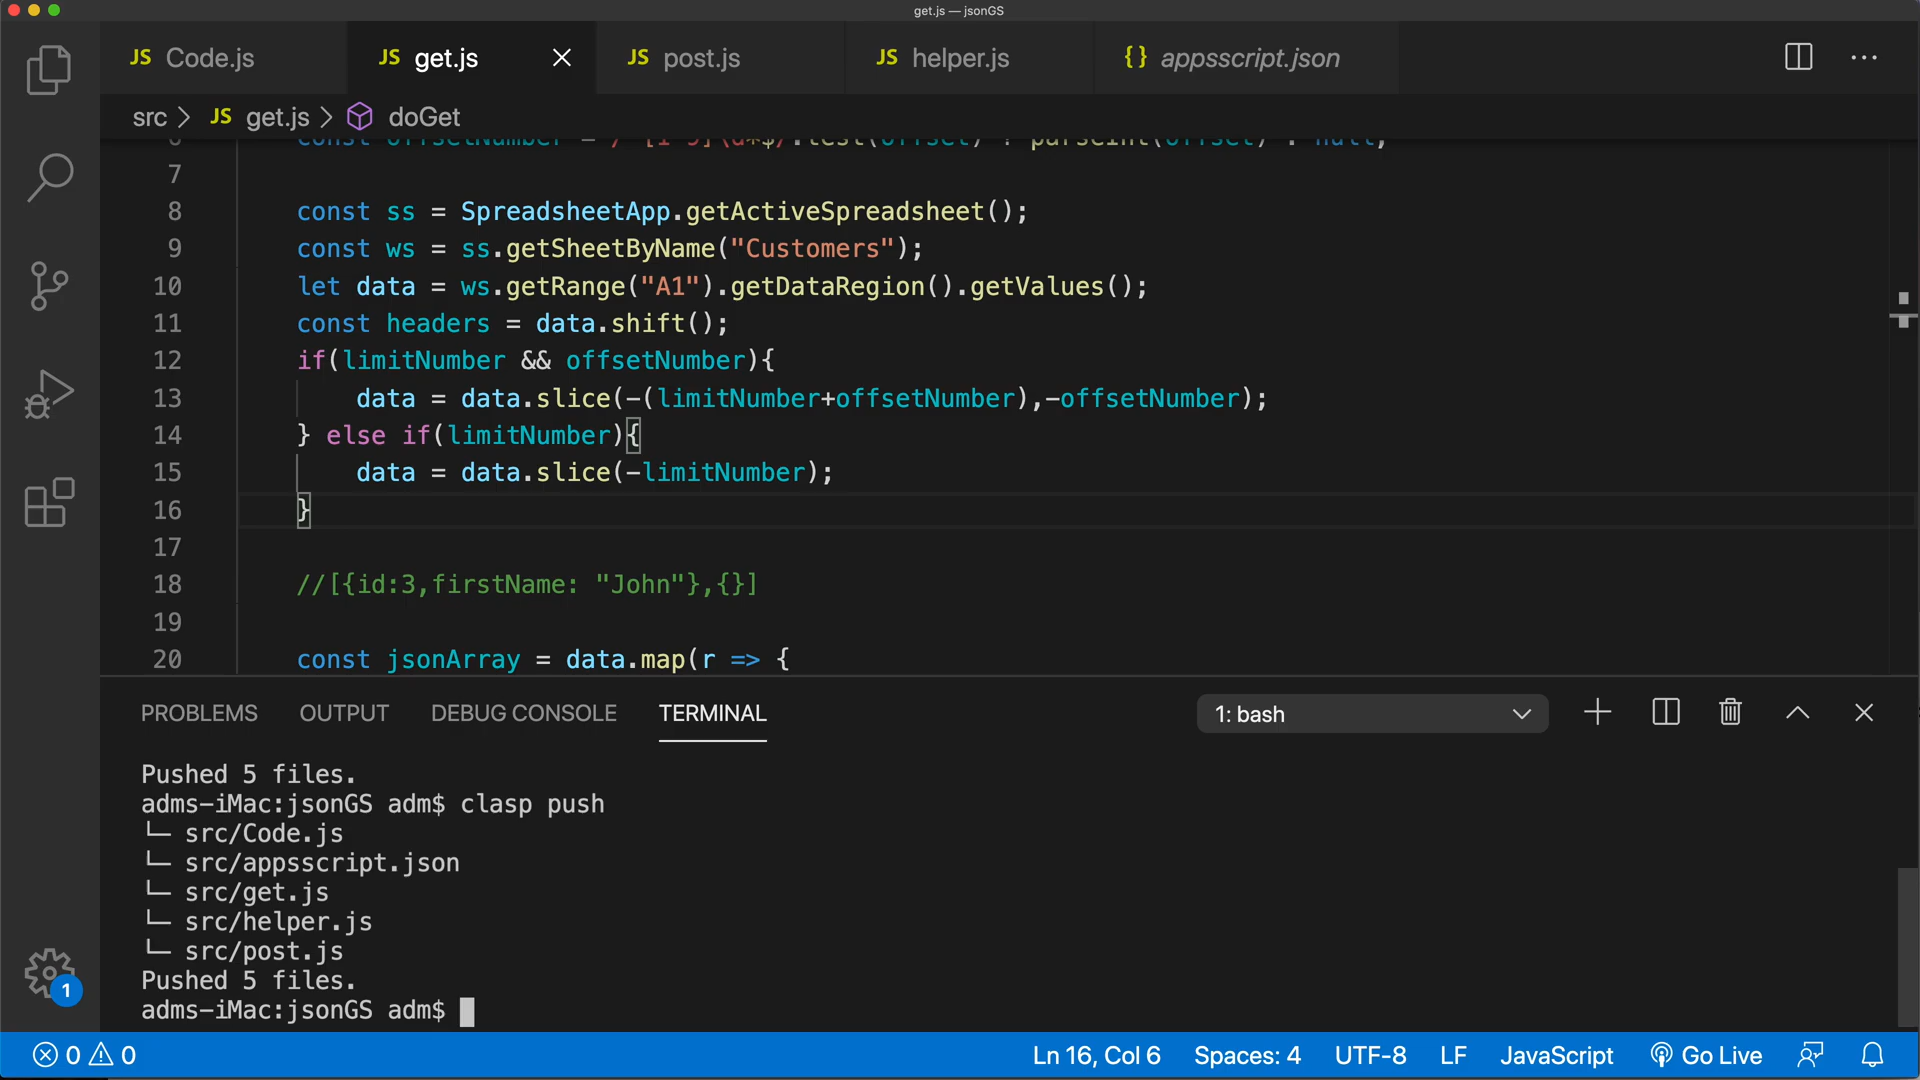 get.js — jsonGS
JS Code.js
JS get.js
JS post.js
JS helper.js
{} appsscript.json
src > JS get.js > doGet
7
8 const ss = SpreadsheetApp.getActiveSpreadsheet();
9 const ws = ss.getSheetByName("Customers");
10 let data = ws.getRange("A1").getDataRegion().getValues();
11 const headers = data.shift();
12 if(limitNumber && offsetNumber){
13 data = data.slice(-(limitNumber+offsetNumber),-offsetNumber);
14 } else if(limitNumber){
15 data = data.slice(-limitNumber);
16 }
17
18 //[{id:3,firstName: "John"},{}]
19
20 const jsonArray = data.map(r => {
PROBLEMS OUTPUT DEBUG CONSOLE TERMINAL
1: bash
Pushed 5 files.
adms-iMac:jsonGS adm$ clasp push
└─ src/Code.js
└─ src/appsscript.json
└─ src/get.js
└─ src/helper.js
└─ src/post.js
Pushed 5 files.
adms-iMac:jsonGS adm$
1
0 0
Ln 16, Col 6 Spaces: 4 UTF-8 LF JavaScript Go Live